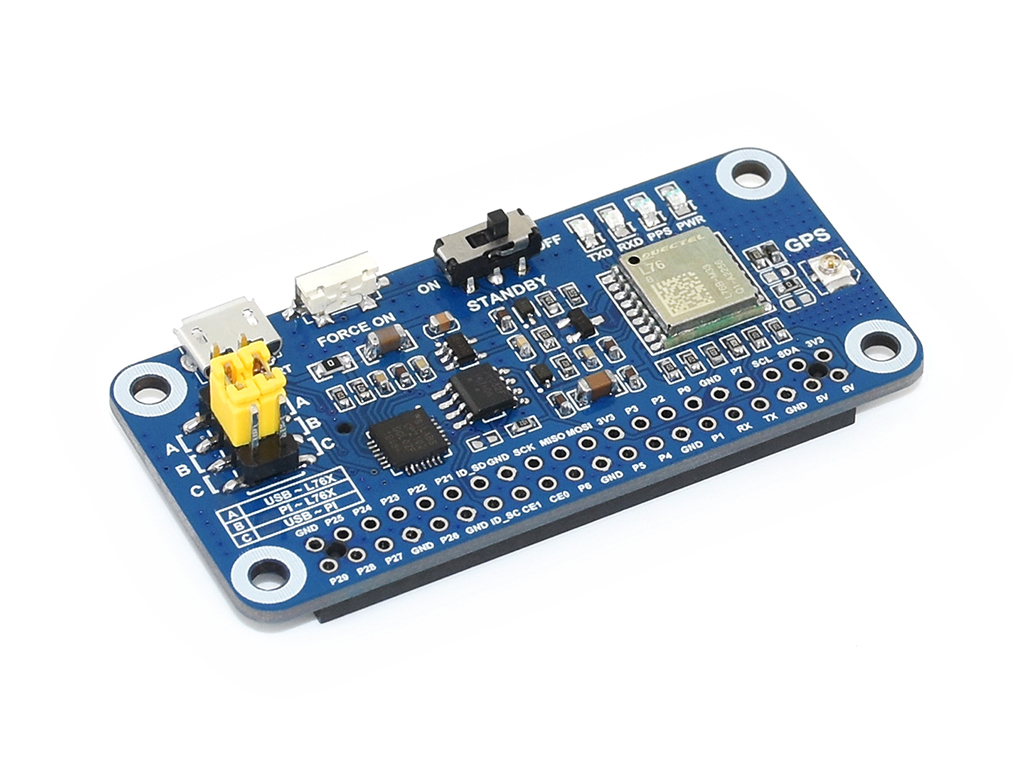 OFF
ON
STANDBY
TXD
RXD
PPS
PWR
GPS
QUECTEL
L76
FORCE ON
A
B
C
A
B
C
A USB ~ L76X
B PI ~ L76X
C USB ~ PI
GND P25 P24 P23 P22 P21 ID_SD GND SCK MISO MOSI 3V3 P3 P2 P0 GND P7 SCL SDA 3V3
P29 P28 P27 GND P26 GND ID_SC CE1 CE0 P6 GND P5 P4 GND P1 RX TX GND 5V 5V